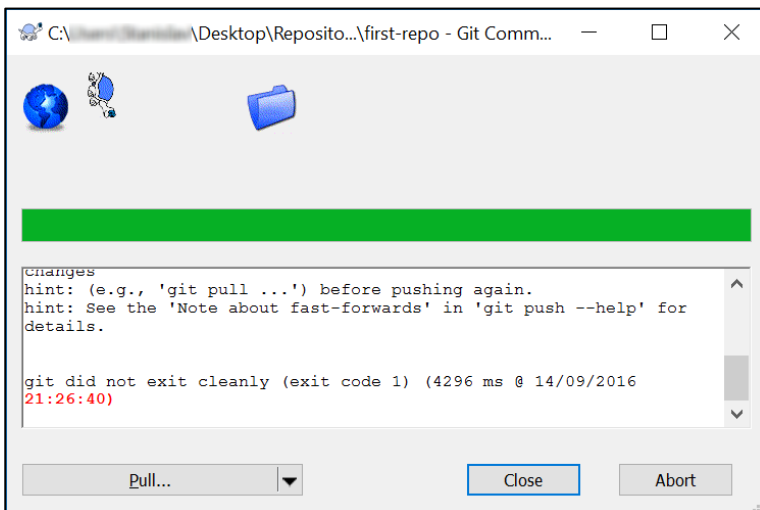 C:\ \Desktop\Reposito...\first-repo - Git Comm...
changes
hint: (e.g., 'git pull ...') before pushing again.
hint: See the 'Note about fast-forwards' in 'git push --help' for
details.
git did not exit cleanly (exit code 1) (4296 ms @ 14/09/2016
21:26:40)
Pull...
Close
Abort